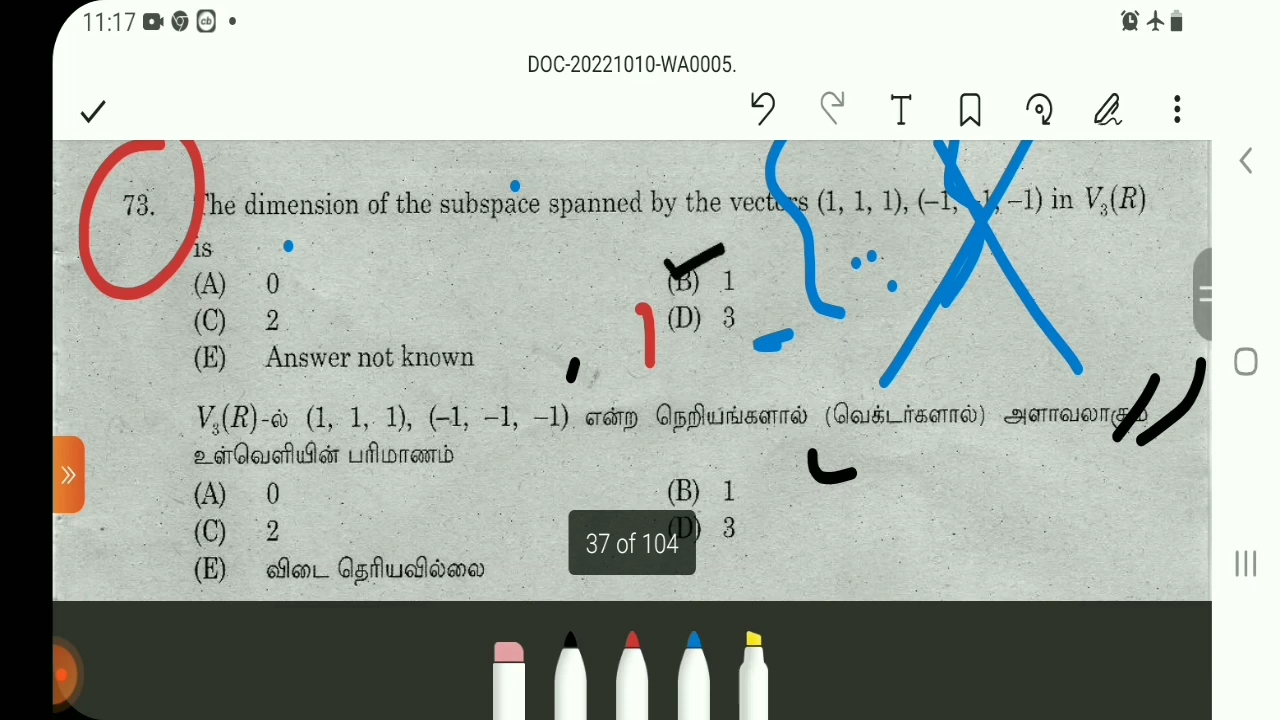 11:17
DOC-20221010-WA0005.
73. The dimension of the subspace spanned by the vectors (1, 1, 1), (–1, –1, –1) in V₃(R)
is
(A) 0 (B) 1
(C) 2 (D) 3
(E) Answer not known
V₃(R)-ல் (1, 1, 1), (–1, –1, –1) என்ற நெறியங்களால் (வெக்டர்களால்) அளாவலாகும்
உள்வெளியின் பரிமாணம்
(A) 0 (B) 1
(C) 2 (D) 3
(E) விடை தெரியவில்லை
37 of 104